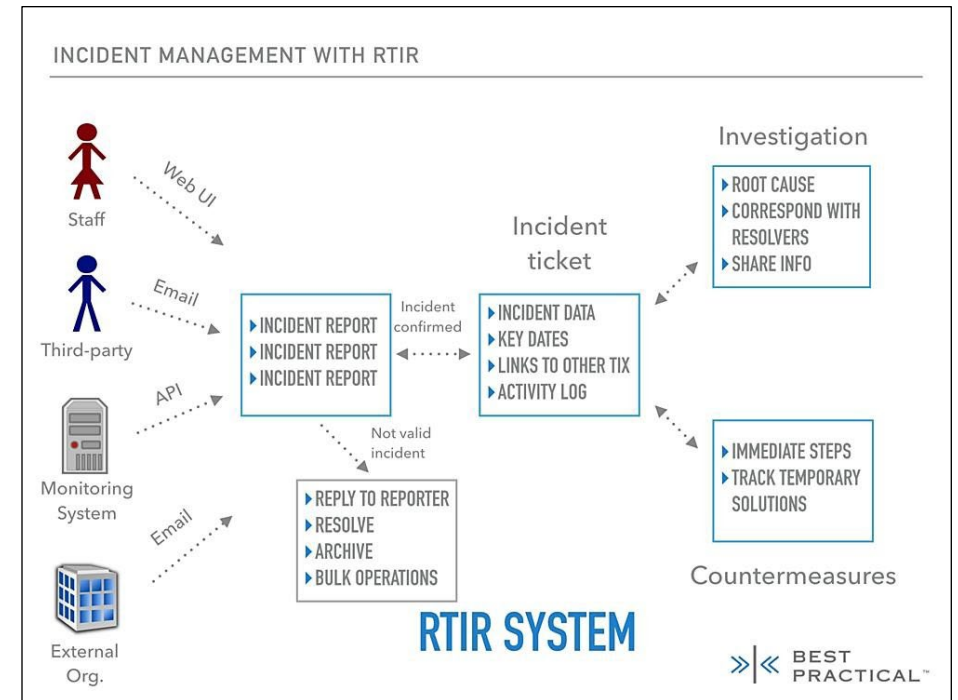 INCIDENT MANAGEMENT WITH RTIR
Staff
Web UI
Third-party
Email
Monitoring
System
API
External
Org.
Email
INCIDENT REPORT
INCIDENT REPORT
INCIDENT REPORT
Incident
confirmed
Not valid
incident
REPLY TO REPORTER
RESOLVE
ARCHIVE
BULK OPERATIONS
Incident
ticket
INCIDENT DATA
KEY DATES
LINKS TO OTHER TIX
ACTIVITY LOG
Investigation
ROOT CAUSE
CORRESPOND WITH
RESOLVERS
SHARE INFO
IMMEDIATE STEPS
TRACK TEMPORARY
SOLUTIONS
Countermeasures
RTIR SYSTEM
BEST
PRACTICAL™